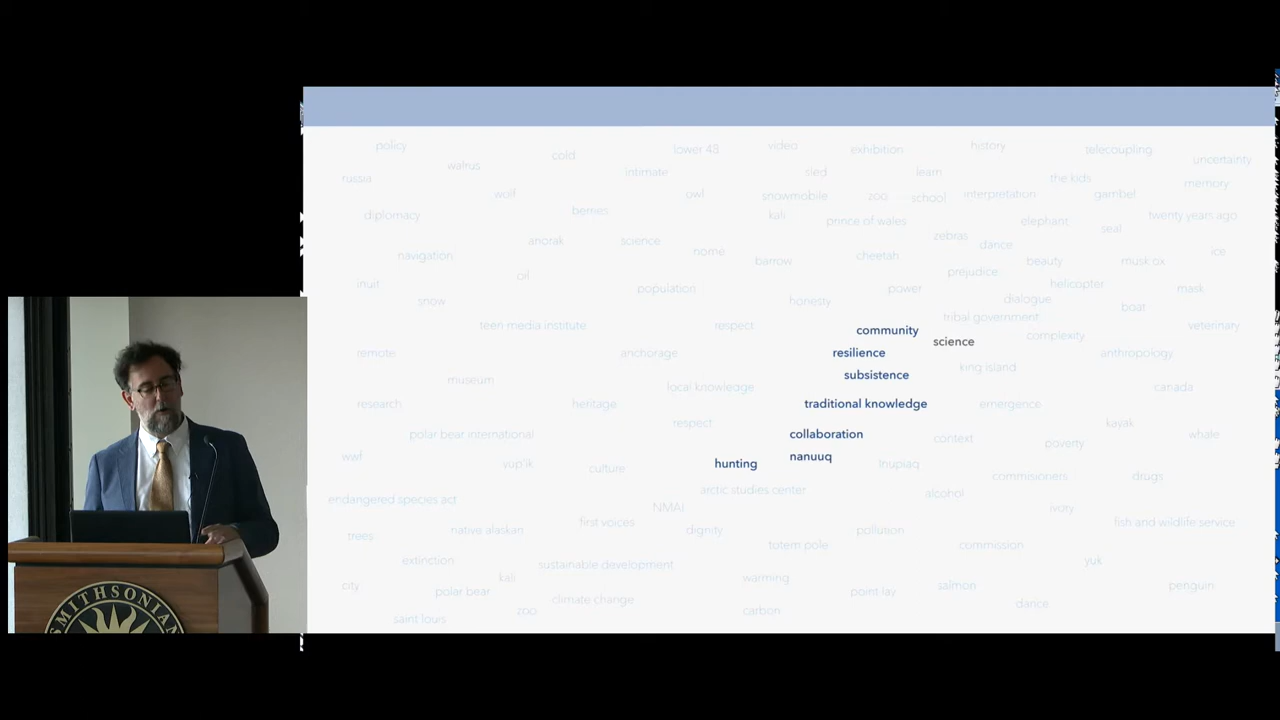 policy
cold
lower 48
video
exhibition
history
telecoupling
uncertainty
russia
walrus
intimate
sled
learn
the kids
memory
wolf
owl
snowmobile
zoo
school
interpretation
gambel
diplomacy
berries
kali
prince of wales
elephant
seal
twenty years ago
anorak
science
zebras
dance
navigation
nome
barrow
cheetah
beauty
musk ox
ice
inuit
oil
population
power
prejudice
helicopter
mask
snow
honesty
dialogue
boat
teen media institute
respect
community
tribal government
veterinary
remote
anchorage
resilience
science
complexity
anthropology
museum
local knowledge
subsistence
king island
canada
research
heritage
traditional knowledge
emergence
polar bear international
respect
collaboration
context
poverty
kayak
whale
wwf
yup'ik
culture
hunting
nanuuq
Inupiaq
commisioners
drugs
endangered species act
arctic studies center
alcohol
ivory
trees
native alaskan
first voices
NMAI
dignity
pollution
fish and wildlife service
extinction
sustainable development
totem pole
commission
yuk
city
polar bear
kali
climate change
warming
point lay
salmon
penguin
saint louis
zoo
carbon
dance
SMITHSONIAN